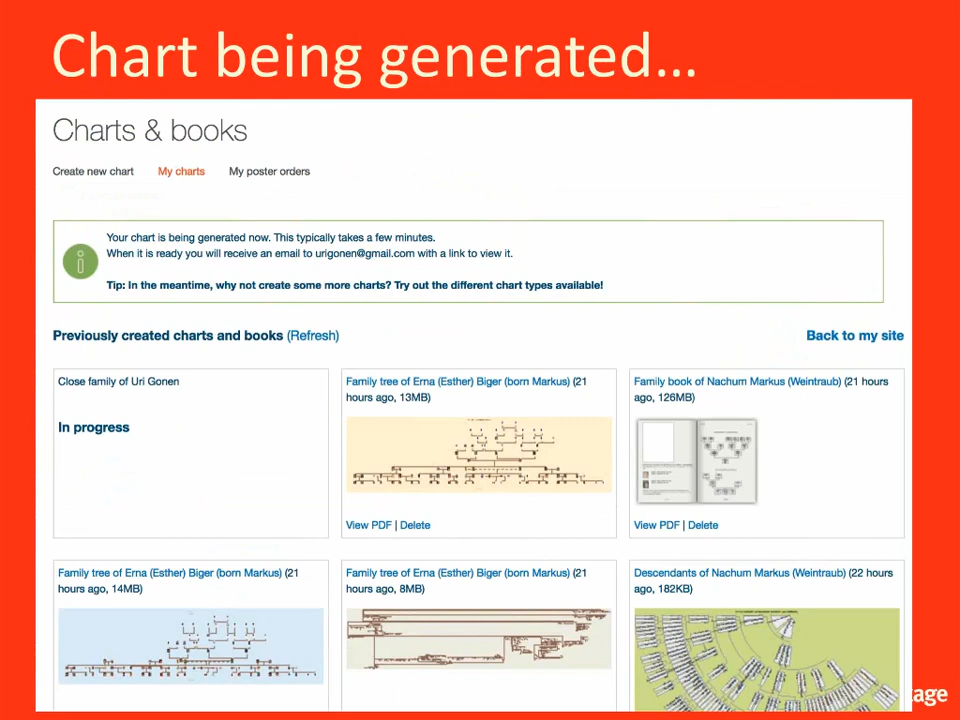 Chart being generated...
Charts & books
Create new chart My charts My poster orders
Your chart is being generated now. This typically takes a few minutes.
When it is ready you will receive an email to urigonen@gmail.com with a link to view it.
Tip: In the meantime, why not create some more charts? Try out the different chart types available!
Previously created charts and books (Refresh) Back to my site
Close family of Uri Gonen
In progress
Family tree of Erna (Esther) Biger (born Markus) (21
hours ago, 13MB)
View PDF | Delete
Family book of Nachum Markus (Weintraub) (21 hours
ago, 126MB)
View PDF | Delete
Family tree of Erna (Esther) Biger (born Markus) (21
hours ago, 14MB)
Family tree of Erna (Esther) Biger (born Markus) (21
hours ago, 8MB)
Descendants of Nachum Markus (Weintraub) (22 hours
ago, 182KB)